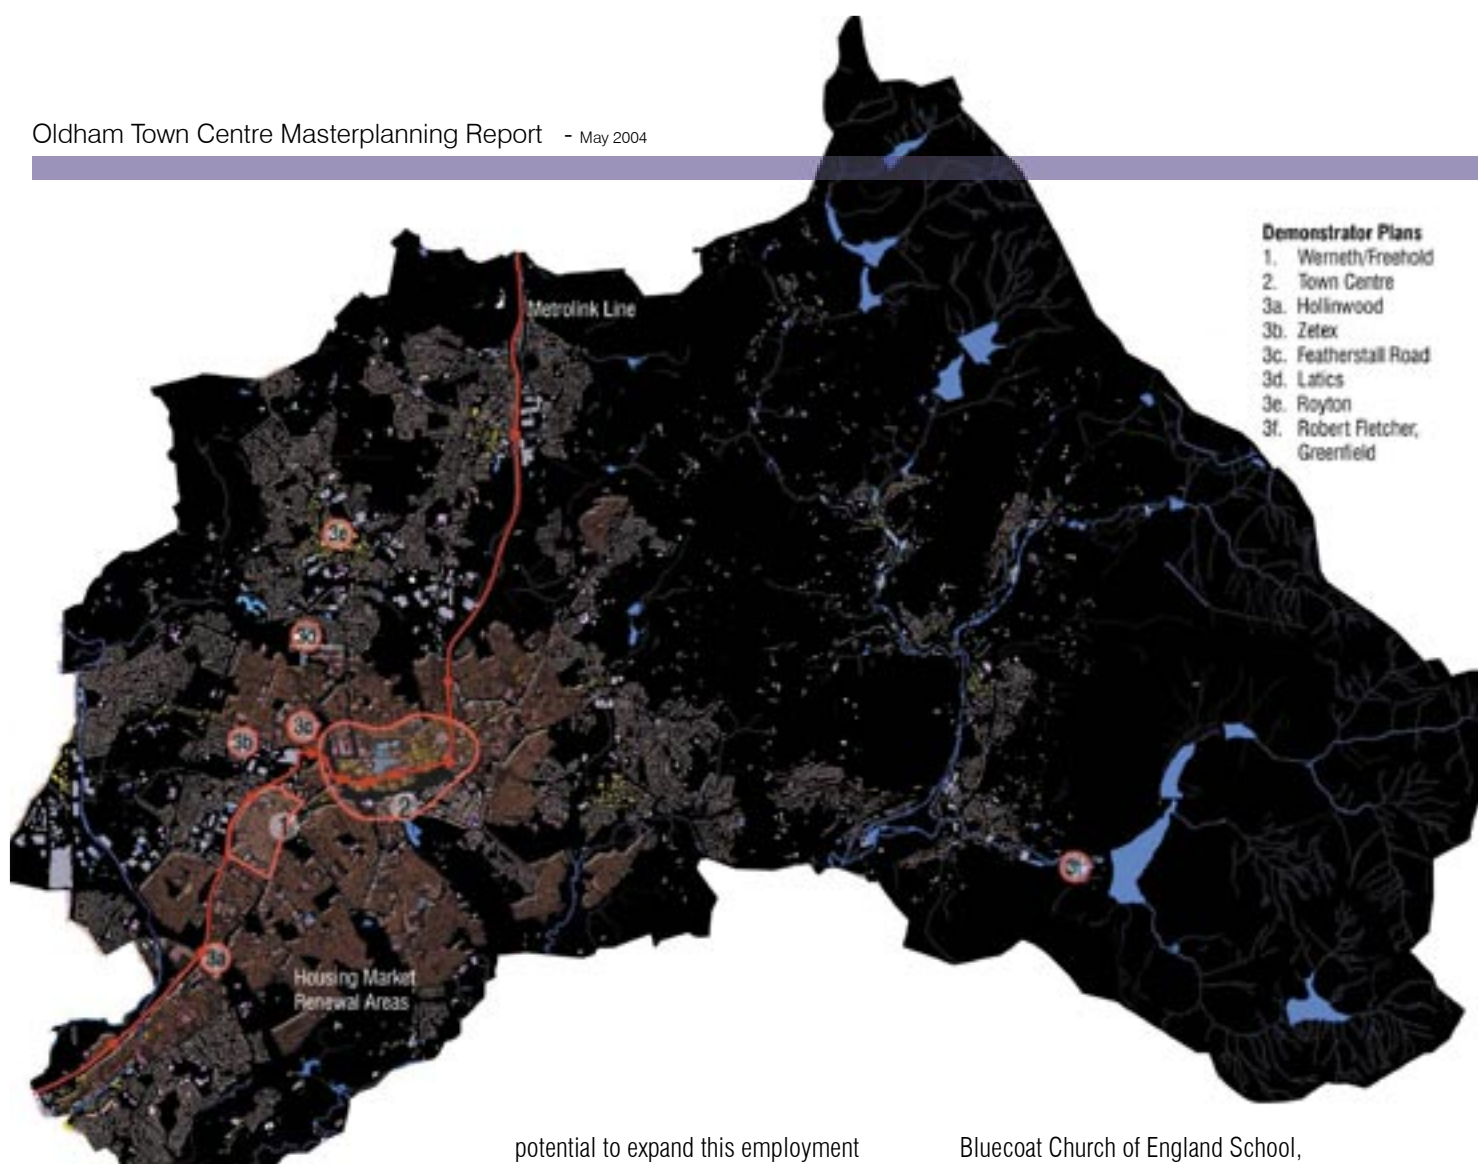 Oldham Town Centre Masterplanning Report - May 2004
Demonstrator Plans
1. Werneth/Freehold
2. Town Centre
3a. Hollinwood
3b. Zetex
3c. Featherstall Road
3d. Latics
3e. Royton
3f. Robert Fletcher,
Greenfield
Metrolink Line
3e
3d
3c
3b
2
1
3f
3a
Housing Market
Renewal Areas
potential to expand this employment
Bluecoat Church of England School,